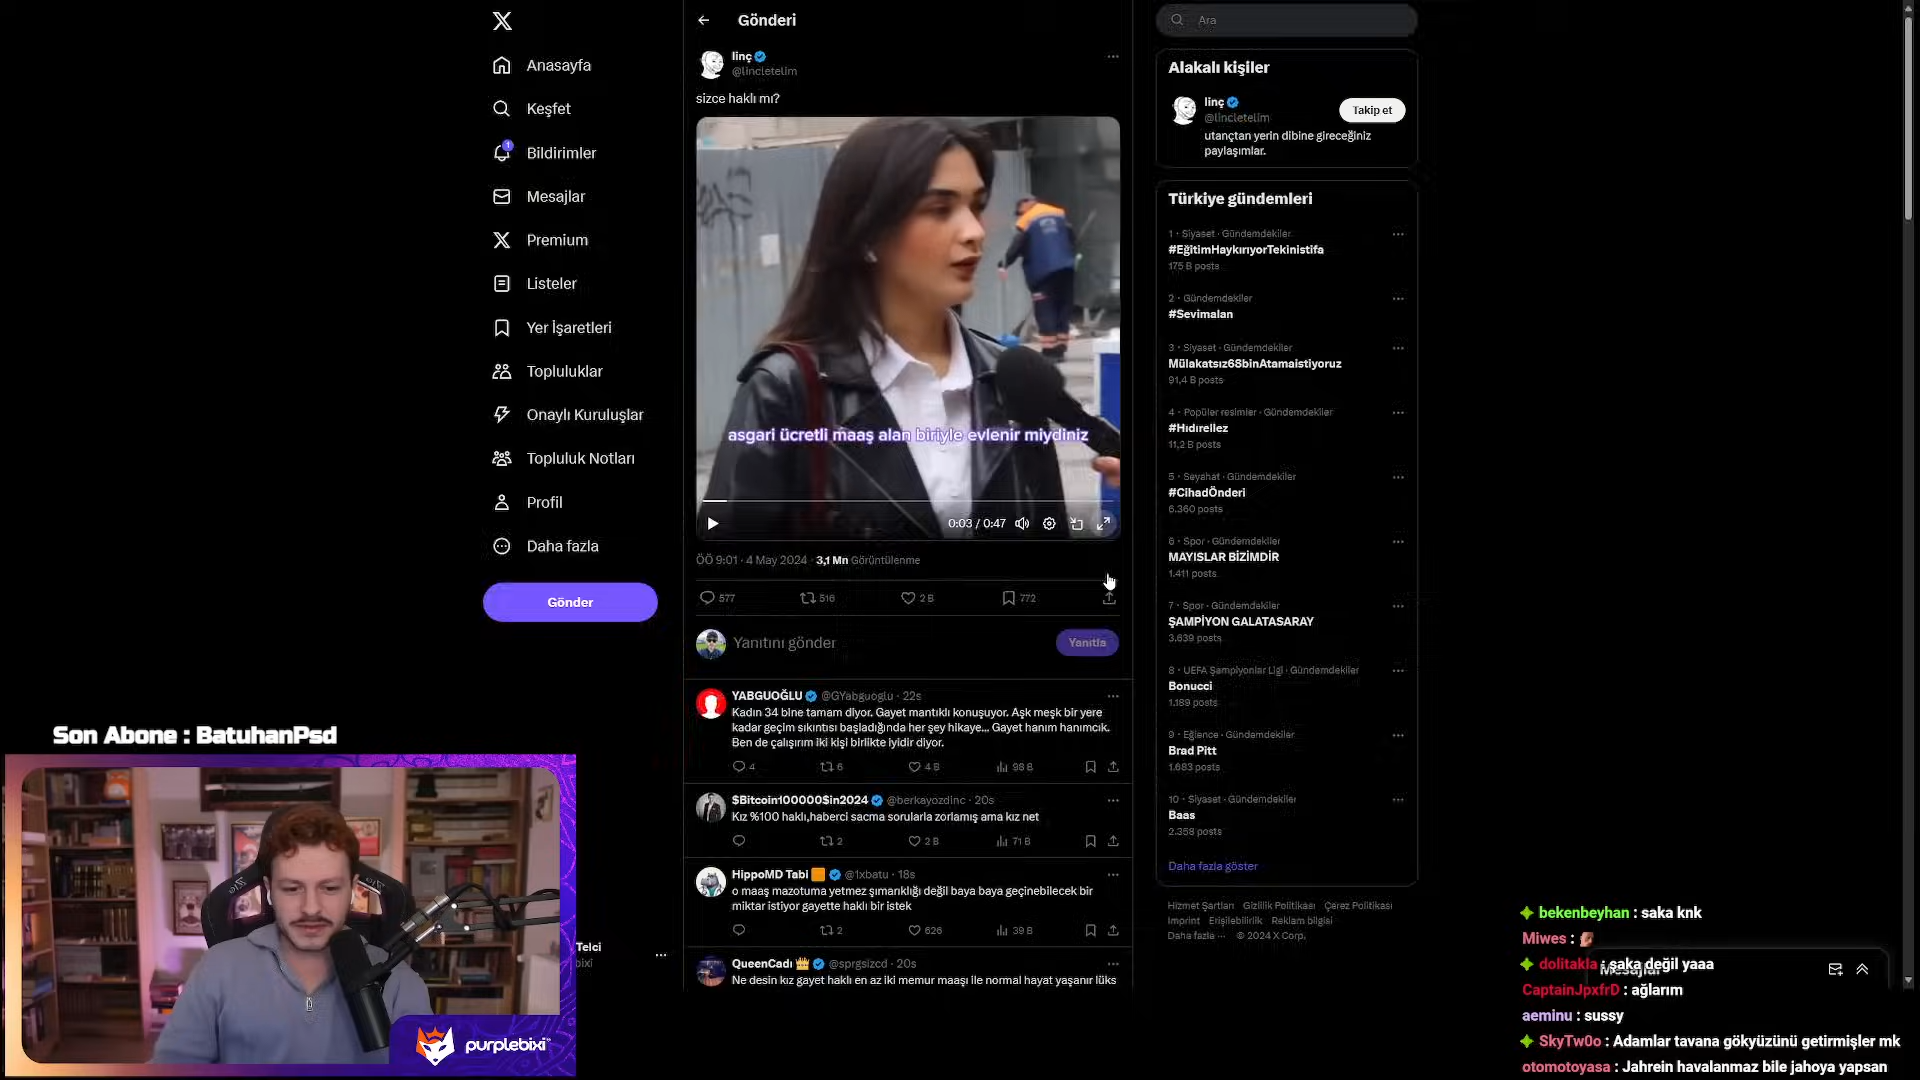 Anasayfa
Keşfet
1
Bildirimler
Mesajlar
Premium
Listeler
Yer İşaretleri
Topluluklar
Onaylı Kuruluşlar
Topluluk Notları
Profil
Daha fazla
Gönder
Gönderi
linç
@lincletelim
sizce haklı mı?
asgari ücretli maaş alan biriyle evlenir miydiniz
0:03 / 0:47
ÖÖ 9:01 · 4 May 2024 · 3,1 Mn Görüntülenme
577 516 2 B 772
Yanıtını gönder
Yanıtla
YABGUOĞLU @GYabguoglu · 22s
Kadın 34 bine tamam diyor. Gayet mantıklı konuşuyor. Aşk meşk bir yere
kadar geçim sıkıntısı başladığında her şey hikaye... Gayet hanım hanımcık.
Ben de çalışırım iki kişi birlikte iyidir diyor.
4 6 4 B 98 B
$Bitcoin100000$in2024 @berkayozdinc · 20s
Kız %100 haklı,haberci sacma sorularla zorlamış ama kız net
2 2 B 71 B
HippoMD Tabi @1xbatu · 18s
o maaş mazotuma yetmez şımarıklığı değil baya baya geçinebilecek bir
miktar istiyor gayette haklı bir istek
2 626 39 B
QueenCadı @sprgsizcd · 20s
Ne desin kız gayet haklı en az iki memur maaşı ile normal hayat yaşanır lüks
Ara
Alakalı kişiler
linç
@lincletelim
Takip et
utançtan yerin dibine gireceğiniz
paylaşımlar.
Türkiye gündemleri
1 · Siyaset · Gündemdekiler
#EğitimHaykırıyorTekinistifa
175 B posts
2 · Gündemdekiler
#Sevimalan
3 · Siyaset · Gündemdekiler
Mülakatsız68binAtamaistiyoruz
91,4 B posts
4 · Popüler resimler · Gündemdekiler
#Hıdırellez
11,2 B posts
5 · Seyahat · Gündemdekiler
#CihadÖnderi
6.360 posts
6 · Spor · Gündemdekiler
MAYISLAR BİZİMDİR
1.411 posts
7 · Spor · Gündemdekiler
ŞAMPİYON GALATASARAY
3.639 posts
8 · UEFA Şampiyonlar Ligi · Gündemdekiler
Bonucci
1.189 posts
9 · Eğlence · Gündemdekiler
Brad Pitt
1.683 posts
10 · Siyaset · Gündemdekiler
Baas
2.358 posts
Daha fazla göster
Hizmet Şartları Gizlilik Politikası Çerez Politikası
Imprint Erişilebilirlik Reklam bilgisi
Daha fazla ··· © 2024 X Corp.
Mesajlar
Son Abone : BatuhanPsd
Telci
bixi
purplebixi
bekenbeyhan : saka knk
Miwes :
dolitakla : şaka değil yaaa
CaptainJpxfrD : ağlarım
aeminu : sussy
SkyTw0o : Adamlar tavana gökyüzünü getirmişler mk
otomotoyasa : Jahrein havalanmaz bile jahoya yapsan